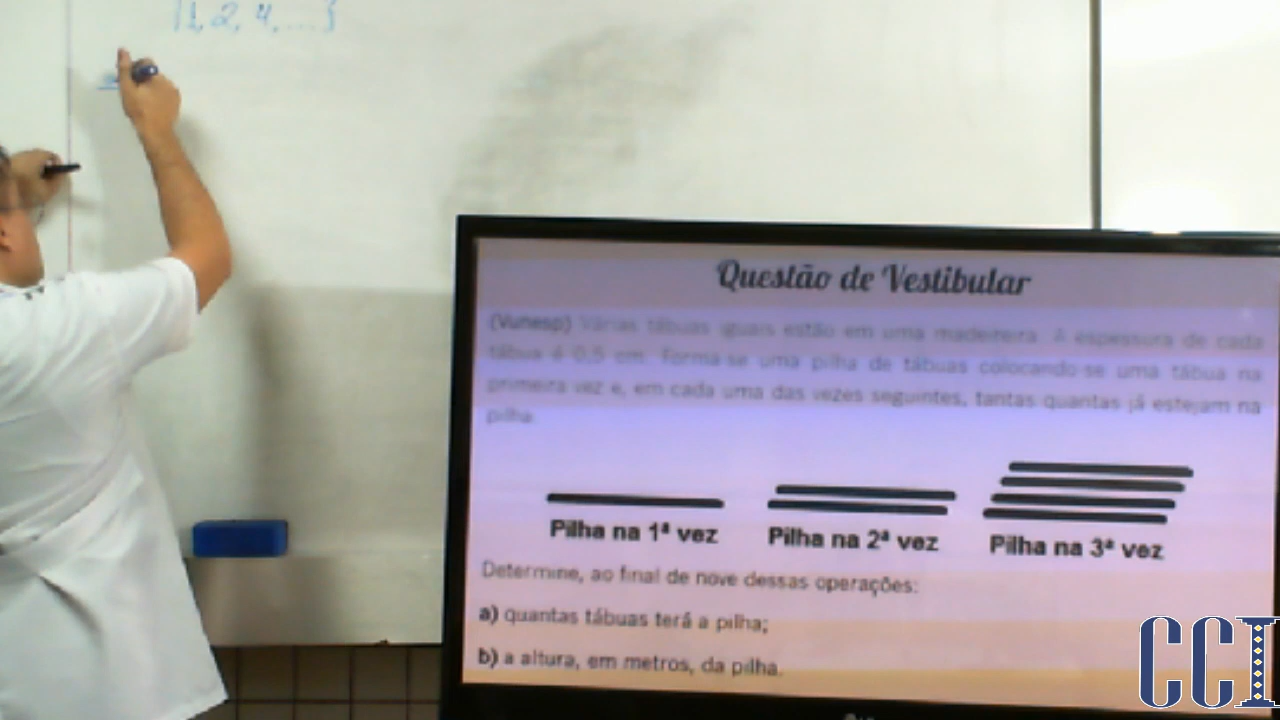 {1, 2, 4, ...}
Questão de Vestibular
(Vunesp) Várias tábuas iguais estão em uma madeireira. A espessura de cada
tábua é 0,5 cm. Forma-se uma pilha de tábuas colocando-se uma tábua na
primeira vez e, em cada uma das vezes seguintes, tantas quantas já estejam na
pilha.
Pilha na 1ª vez
Pilha na 2ª vez
Pilha na 3ª vez
Determine, ao final de nove dessas operações:
a) quantas tábuas terá a pilha;
b) a altura, em metros, da pilha.
CCI